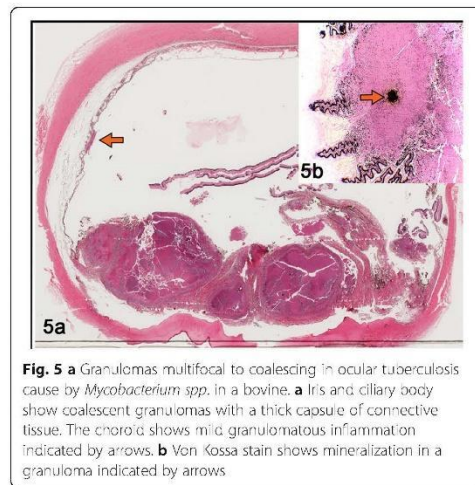 5b
5a
Fig. 5 a Granulomas multifocal to coalescing in ocular tuberculosis
cause by Mycobacterium spp. in a bovine. a Iris and ciliary body
show coalescent granulomas with a thick capsule of connective
tissue. The choroid shows mild granulomatous inflammation
indicated by arrows. b Von Kossa stain shows mineralization in a
granuloma indicated by arrows